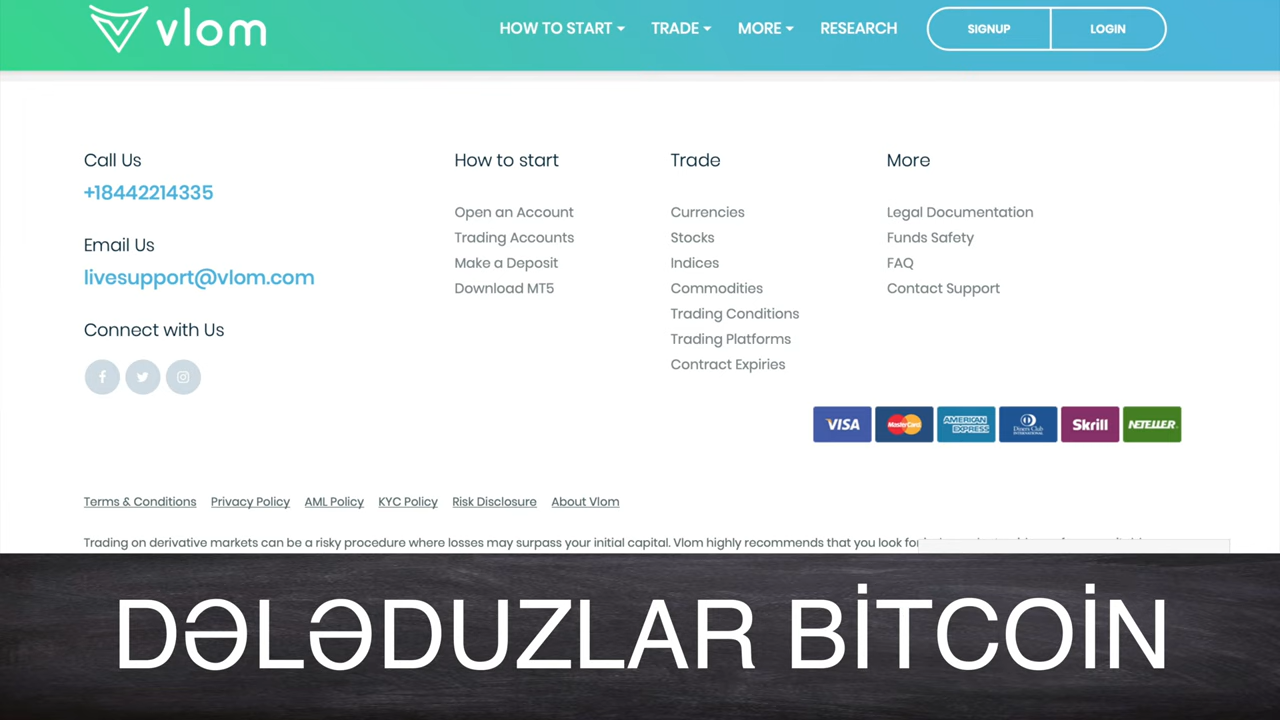 vlom
HOW TO START TRADE MORE RESEARCH SIGNUP LOGIN
Call Us
+18442214335
Email Us
livesupport@vlom.com
Connect with Us
How to start
Open an Account
Trading Accounts
Make a Deposit
Download MT5
Trade
Currencies
Stocks
Indices
Commodities
Trading Conditions
Trading Platforms
Contract Expiries
More
Legal Documentation
Funds Safety
FAQ
Contact Support
VISA MasterCard AMERICAN EXPRESS Diners Club INTERNATIONAL Skrill NETELLER
Terms & Conditions Privacy Policy AML Policy KYC Policy Risk Disclosure About Vlom
Trading on derivative markets can be a risky procedure where losses may surpass your initial capital. Vlom highly recommends that you look for
DƏLƏDUZLAR BİTCOİN